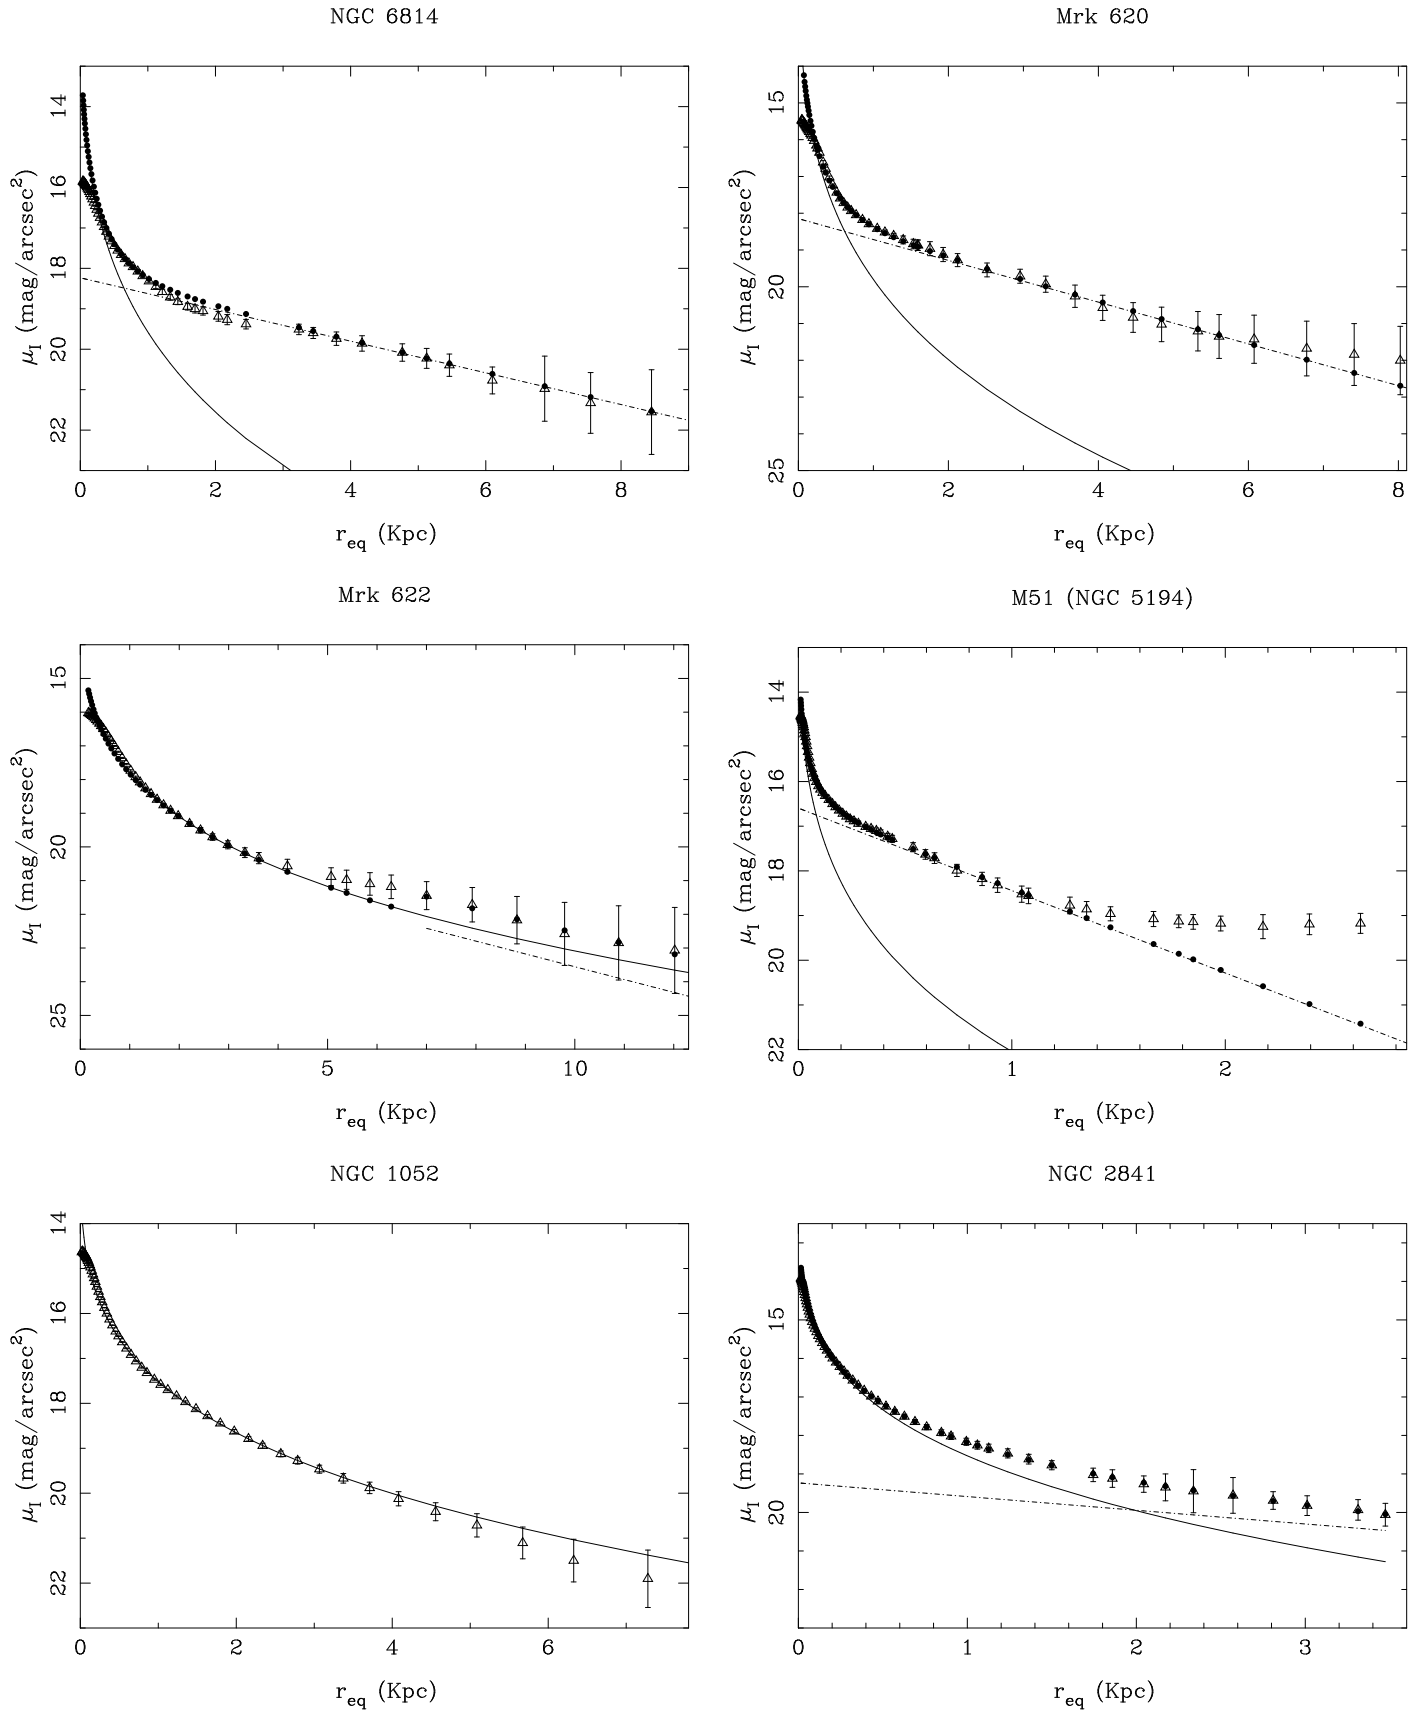 NGC 6814
Mrk 620
14
16
18
20
22
μI (mag/arcsec2)
0 2 4 6 8
req (Kpc)
15
20
25
μI (mag/arcsec2)
0 2 4 6 8
req (Kpc)
Mrk 622
M51 (NGC 5194)
15
20
25
μI (mag/arcsec2)
0 5 10
req (Kpc)
14
16
18
20
22
μI (mag/arcsec2)
0 1 2
req (Kpc)
NGC 1052
NGC 2841
14
16
18
20
22
μI (mag/arcsec2)
0 2 4 6
req (Kpc)
15
20
μI (mag/arcsec2)
0 1 2 3
req (Kpc)